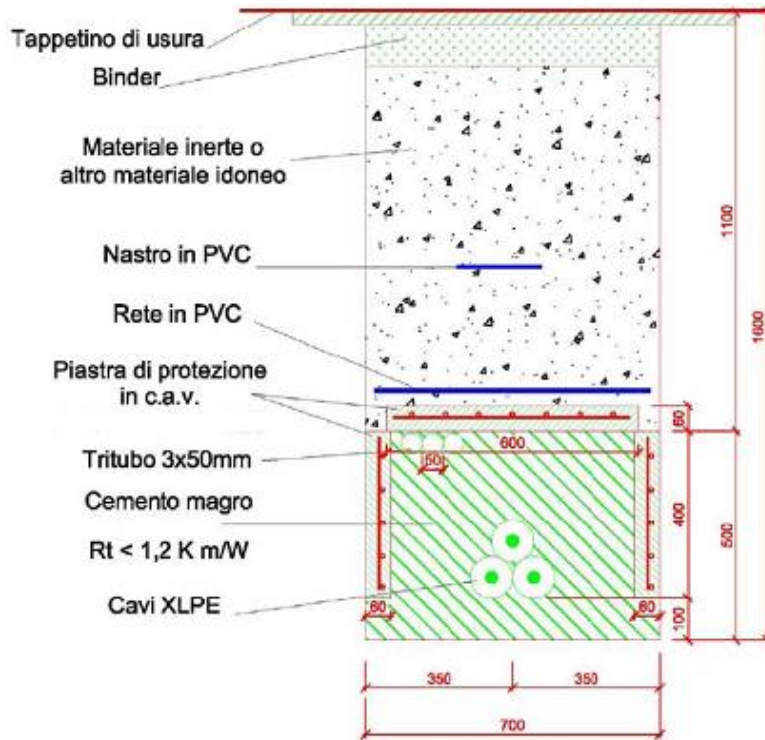 Tappetino di usura
Binder
Materiale inerte o
altro materiale idoneo
Nastro in PVC
Rete in PVC
Piastra di protezione
in c.a.v.
Tritubo 3x50mm
Cemento magro
Rt < 1,2 K m/W
Cavi XLPE
1100
1600
60
600
50
400
500
100
60
60
350
350
700